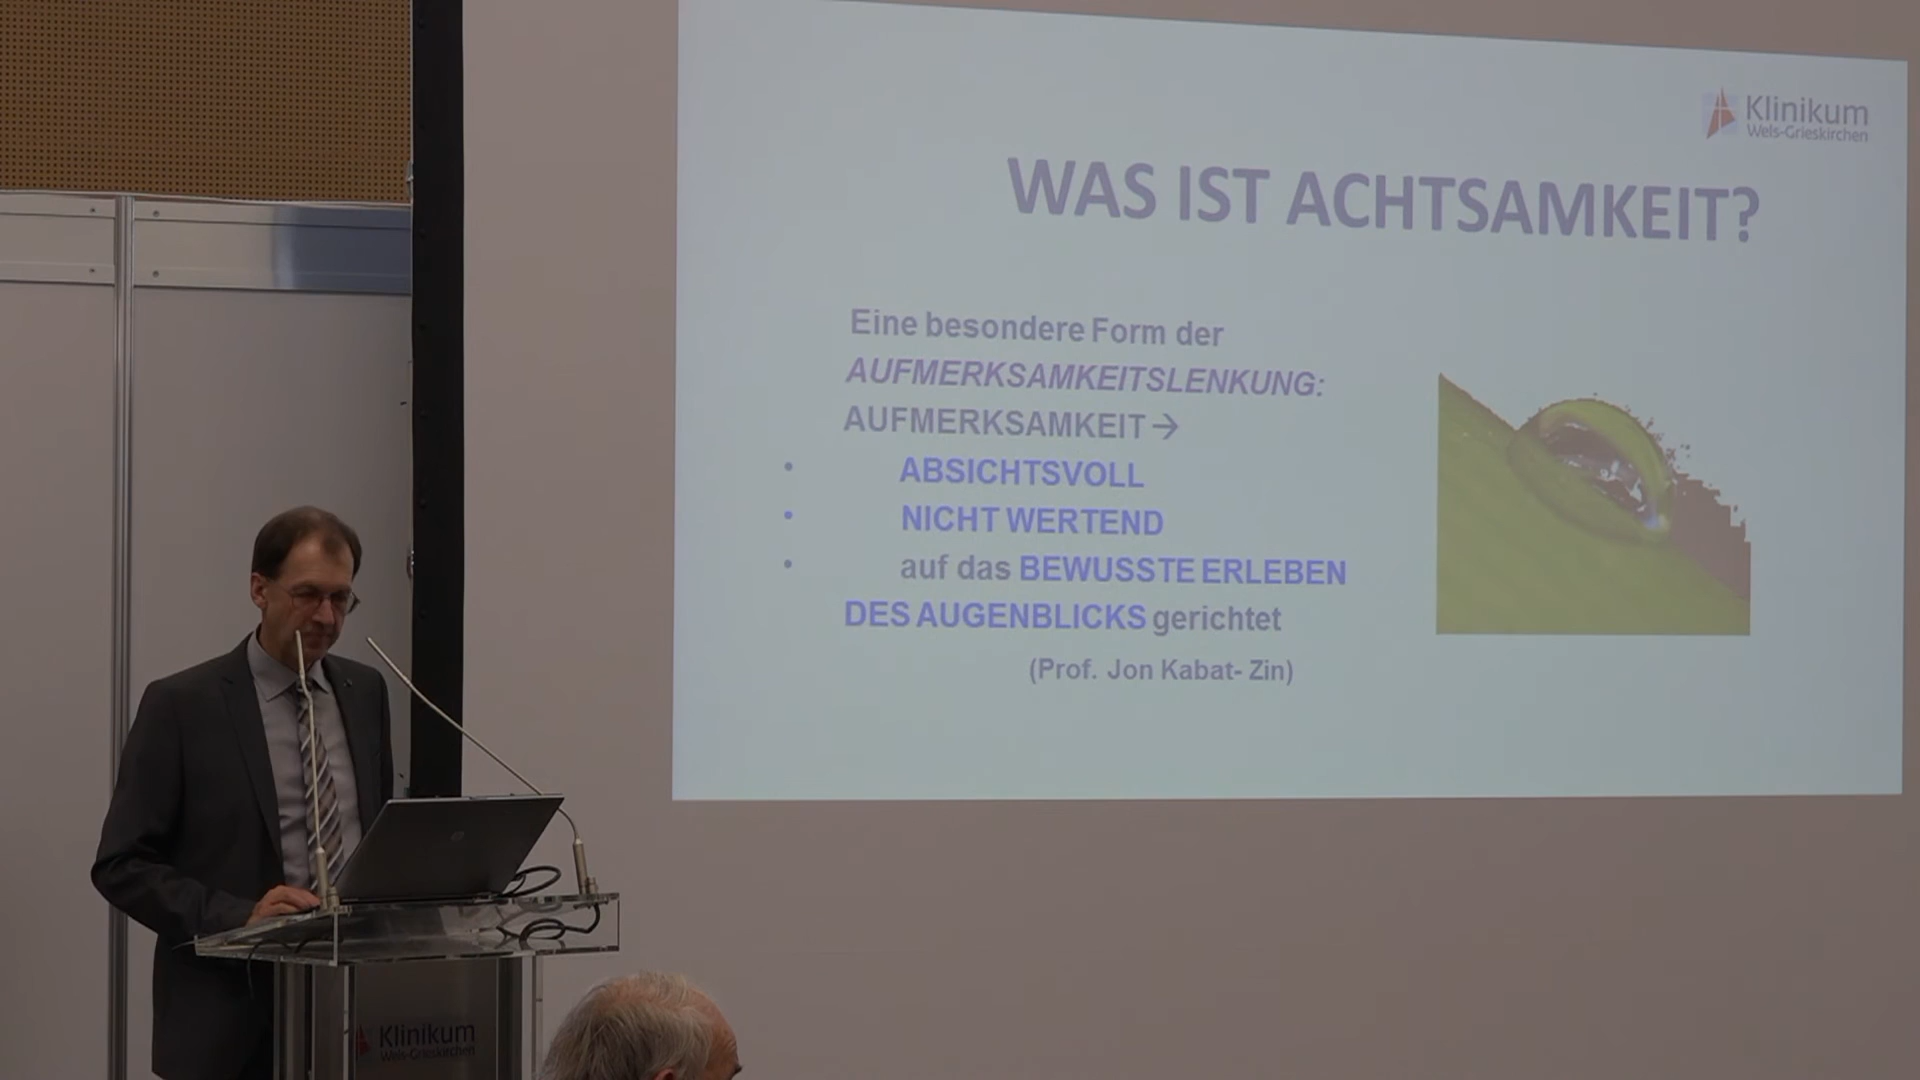 Klinikum
Wels-Grieskirchen
WAS IST ACHTSAMKEIT?
Eine besondere Form der
AUFMERKSAMKEITSLENKUNG:
AUFMERKSAMKEIT →
• ABSICHTSVOLL
• NICHT WERTEND
• auf das BEWUSSTE ERLEBEN
DES AUGENBLICKS gerichtet
(Prof. Jon Kabat- Zin)
Klinikum
Wels-Grieskirchen